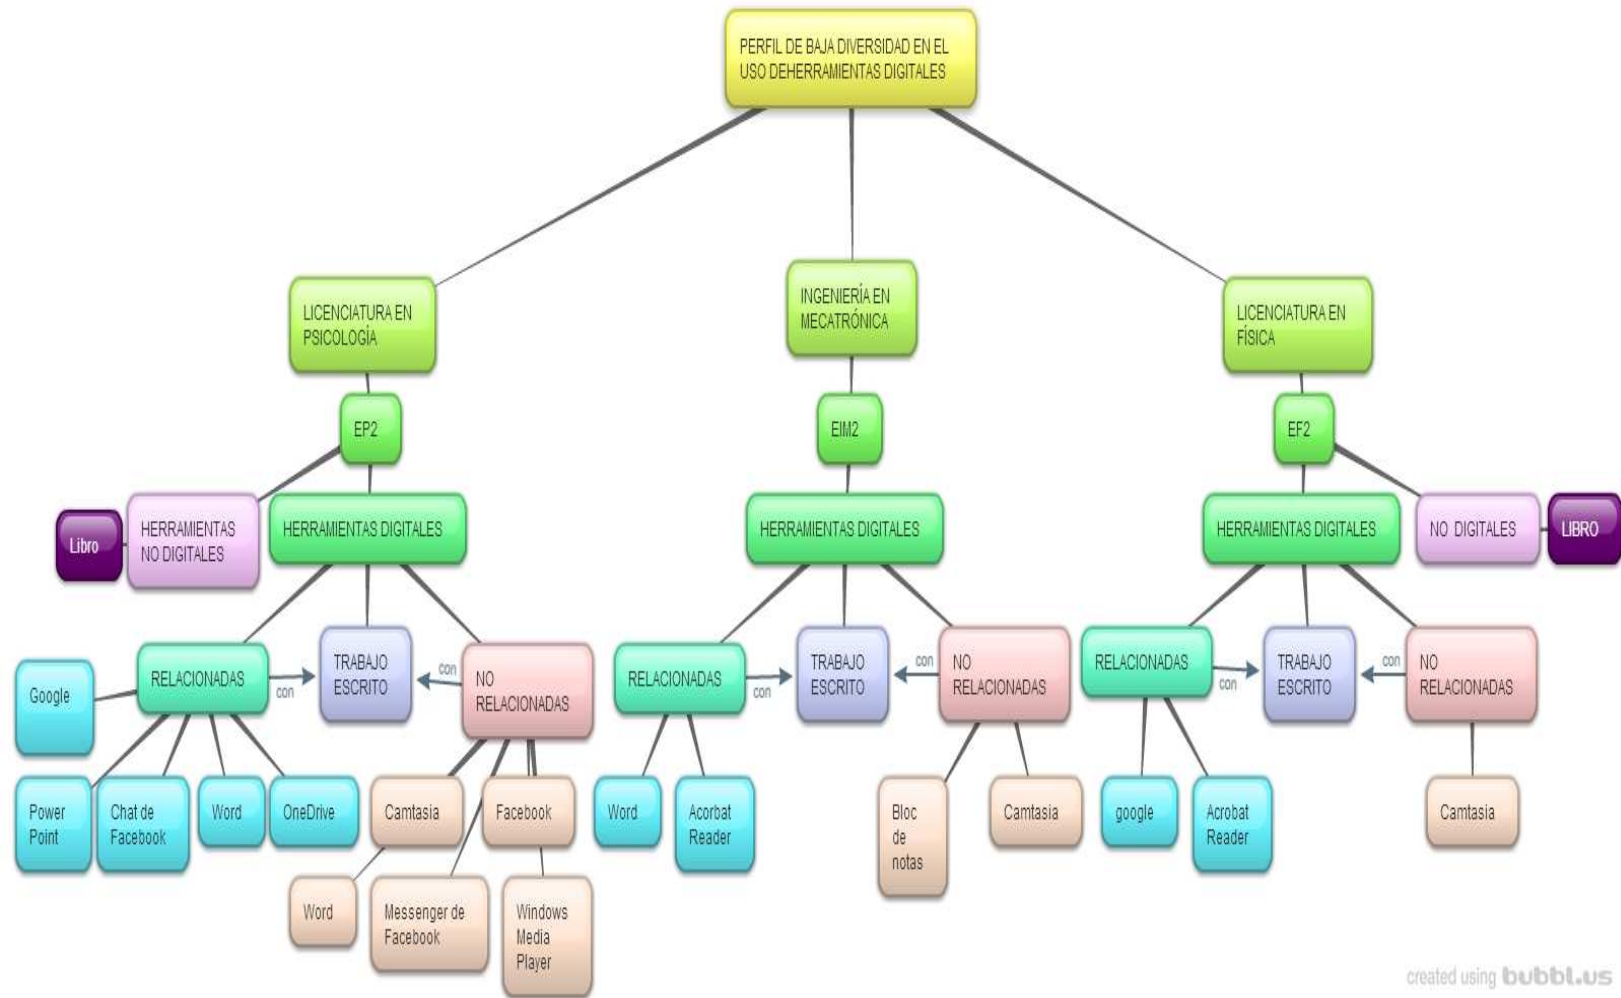 PERFIL DE BAJA DIVERSIDAD EN EL
USO DEHERRAMIENTAS DIGITALES
LICENCIATURA EN
PSICOLOGÍA
INGENIERÍA EN
MECATRÓNICA
LICENCIATURA EN
FÍSICA
EP2
EIM2
EF2
Libro
HERRAMIENTAS
NO DIGITALES
HERRAMIENTAS DIGITALES
HERRAMIENTAS DIGITALES
HERRAMIENTAS DIGITALES
NO DIGITALES
LIBRO
Google
RELACIONADAS
con
TRABAJO
ESCRITO
con
NO
RELACIONADAS
RELACIONADAS
con
TRABAJO
ESCRITO
con
NO
RELACIONADAS
RELACIONADAS
con
TRABAJO
ESCRITO
con
NO
RELACIONADAS
Power
Point
Chat de
Facebook
Word
OneDrive
Camtasia
Facebook
Word
Acorbat
Reader
Bloc
de
notas
Camtasia
google
Acrobat
Reader
Camtasia
Word
Messenger de
Facebook
Windows
Media
Player
created using bubbl.us